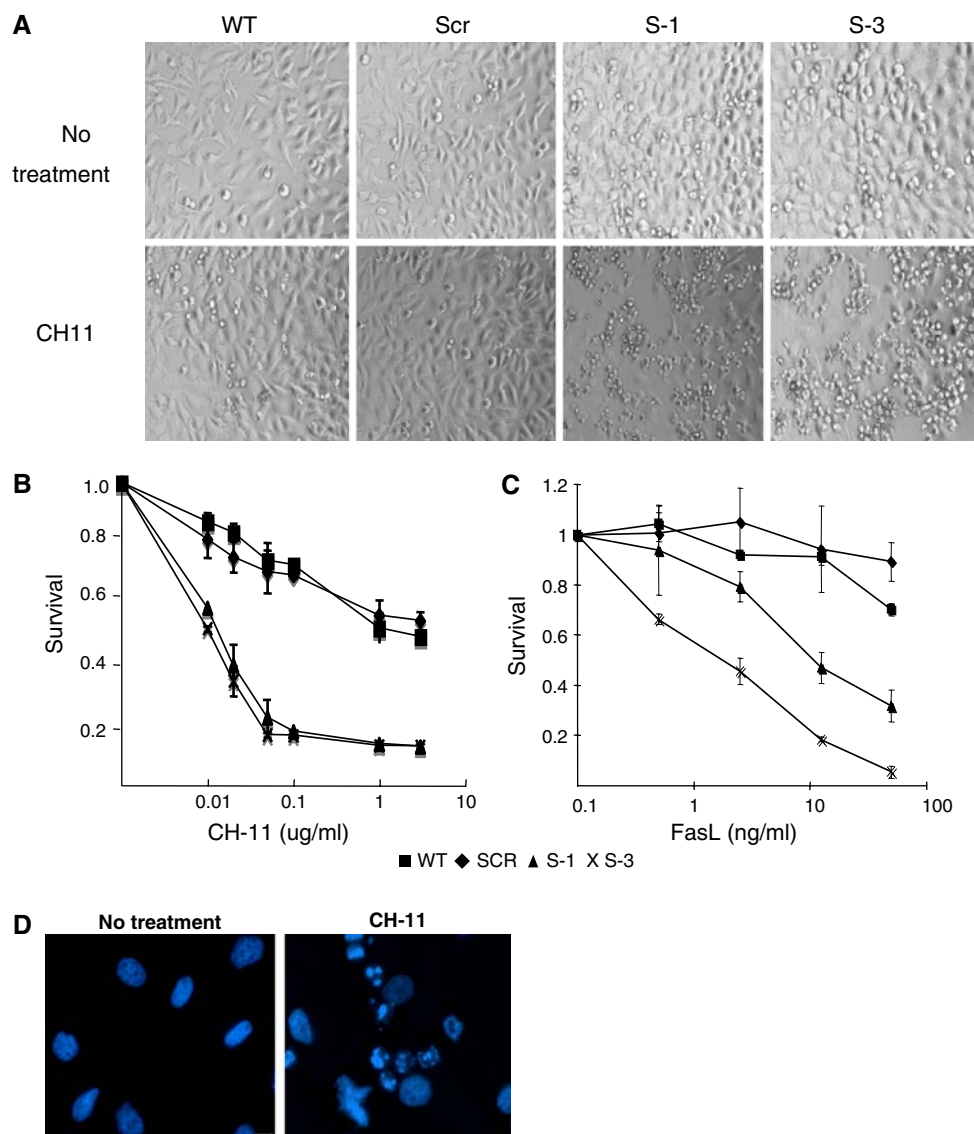 A
WT Scr S-1 S-3
No
treatment
CH11
B
1.0
0.8
0.6
0.4
0.2
Survival
0.01 0.1 1 10
CH-11 (ug/ml)
C
1.2
1
0.8
0.6
0.4
0.2
Survival
0.1 1 10 100
FasL (ng/ml)
WT SCR S-1 X S-3
D
No treatment CH-11